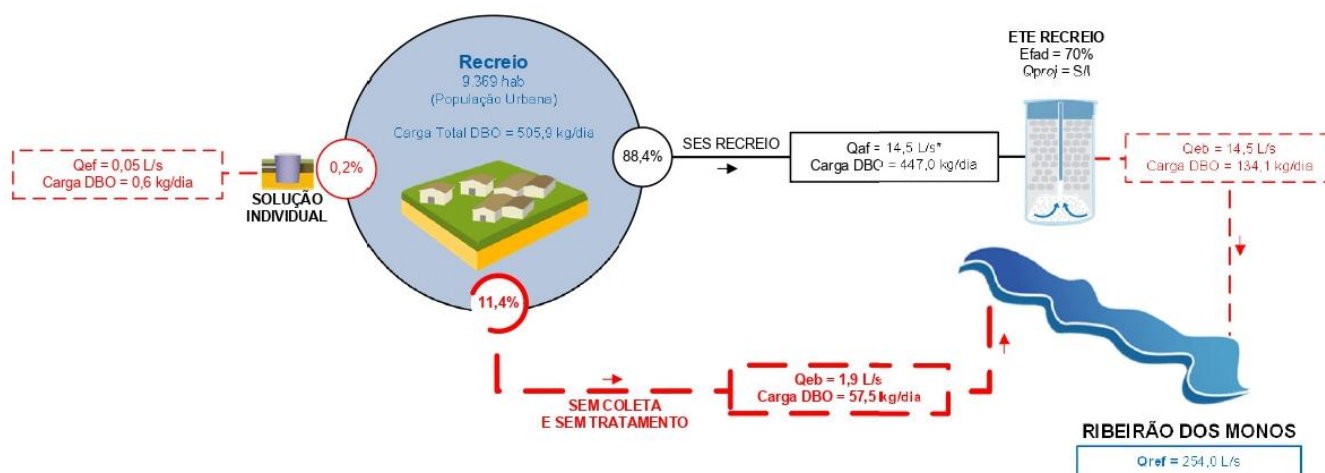 Recreio
9.369 hab
(População Urbana)
Carga Total DBO = 505,9 kg/dia
Qef = 0,05 L/s
Carga DBO = 0,6 kg/dia
SOLUÇÃO
INDIVIDUAL
0,2%
88,4%
SES RECREIO
Qaf = 14,5 L/s*
Carga DBO = 447,0 kg/dia
ETE RECREIO
Efad = 70%
Qproj = S/I
Qeb = 14,5 L/s
Carga DBO = 134,1 kg/dia
11,4%
SEM COLETA
E SEM TRATAMENTO
Qeb = 1,9 L/s
Carga DBO = 57,5 kg/dia
RIBEIRÃO DOS MONOS
Qref = 254,0 L/s